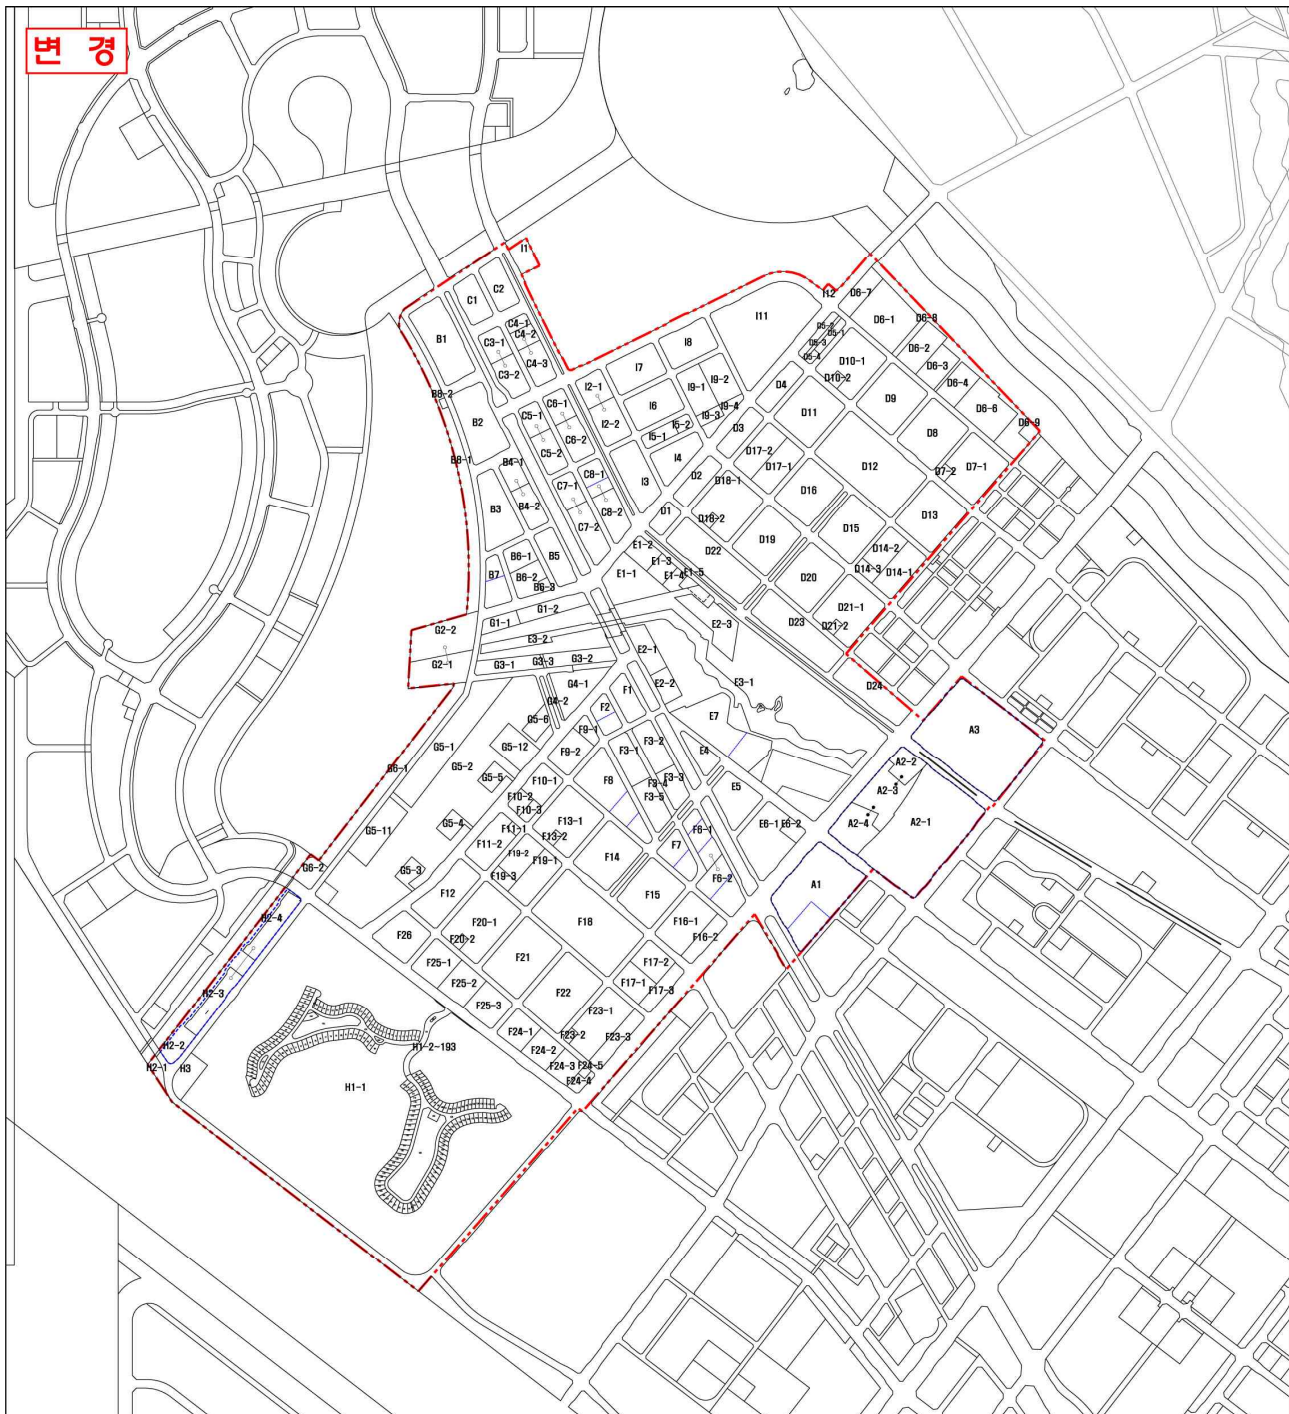 변 경
I1
C2
C1
I12
D6-7
B1
C4-1
C4-2
C3-1
C4-3
C3-2
I11
D6-1
D6-8
D5-2
D5-1
D5-3
D5-4
D6-2
D6-3
I8
I7
D10-1
D10-2
D6-4
D6-6
D6-9
B8-2
I2-1
I9-1
I9-2
D4
D9
B2
C6-1
I6
I9-4
I9-3
D11
C5-1
I2-2
I5-2
I5-1
D3
D8
C6-2
C5-2
B8-1
B4-1
I4
D17-2
D17-1
D12
D7-1
D7-2
C8-1
I3
D2
D18-1
C7-1
D16
B4-2
B3
C8-2
D1
D18-2
D13
C7-2
D19
D15
B5
E1-2
D22
D14-2
B6-1
E1-3
D14-3
D14-1
B7
B6-2
E1-1
E1-4
E1-5
D20
B6-3
G1-2
D21-1
G1-1
E2-3
D23
D21-2
G2-2
E3-2
E2-1
G2-1
G3-1
G3-3
G3-2
E3-1
D24
G4-1
E2-2
F1
G4-2
F2
E7
A3
G5-6
F9-1
F3-2
G5-1
G5-12
F9-2
F3-1
E4
G6-1
G5-2
A2-2
G5-5
F10-1
F8
F3-3
F3-4
E5
A2-3
F10-2
F3-5
F10-3
A2-4
A2-1
G5-11
G5-4
F11-1
F13-1
F13-2
F6-1
E6-1
E6-2
F11-2
F7
F19-2
F19-1
F14
G6-2
G5-3
F19-3
F6-2
A1
F12
F15
H2-4
F20-1
F18
F16-1
F26
F20-2
F16-2
F25-1
F21
F17-2
H2-3
F25-2
F22
F17-1
F17-3
F25-3
F23-1
F24-1
F23-2
F23-3
H2-2
H1-2~193
F24-2
H2-1
H3
F24-3
F24-5
F24-4
H1-1